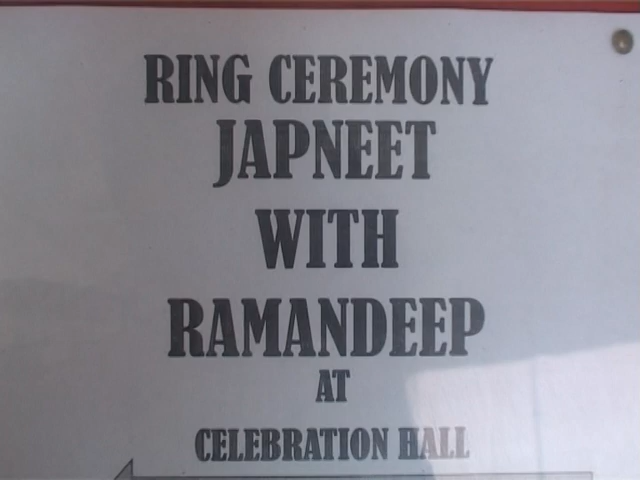 RING CEREMONY
JAPNEET
WITH
RAMANDEEP
AT
CELEBRATION HALL